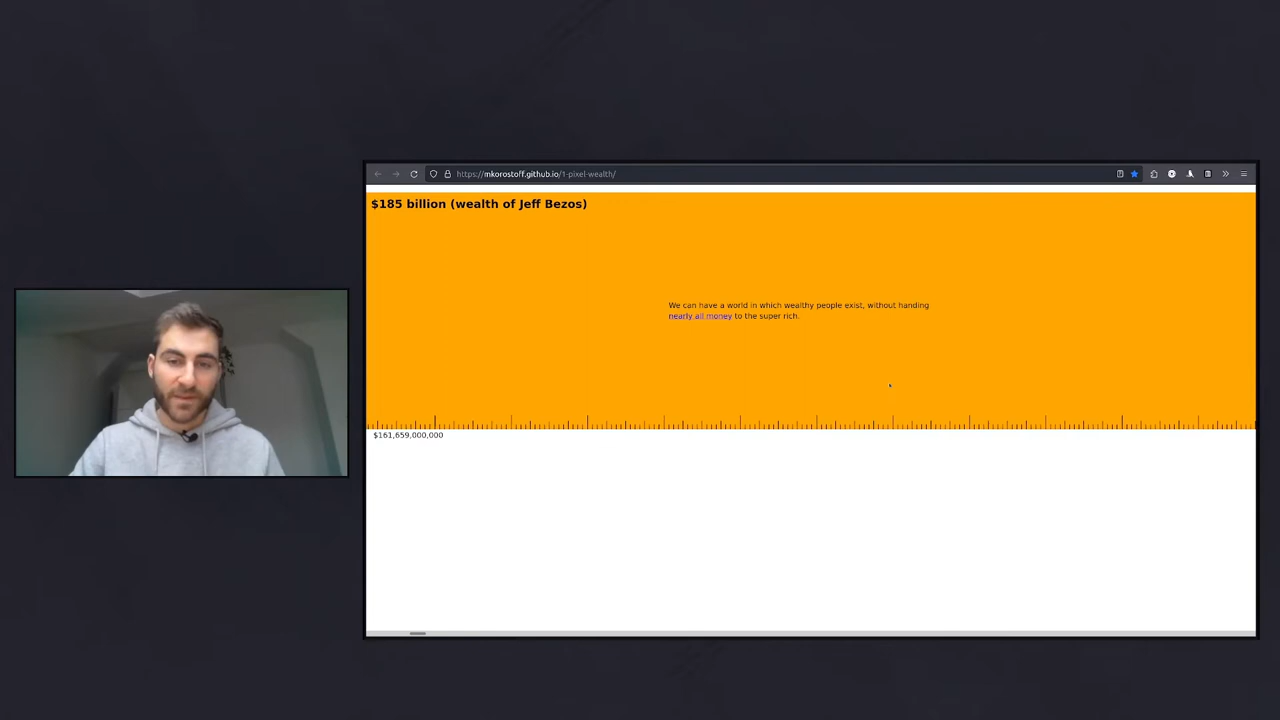 https://mkorostoff.github.io/1-pixel-wealth/
$185 billion (wealth of Jeff Bezos)
We can have a world in which wealthy people exist, without handing
nearly all money to the super rich.
$161,659,000,000